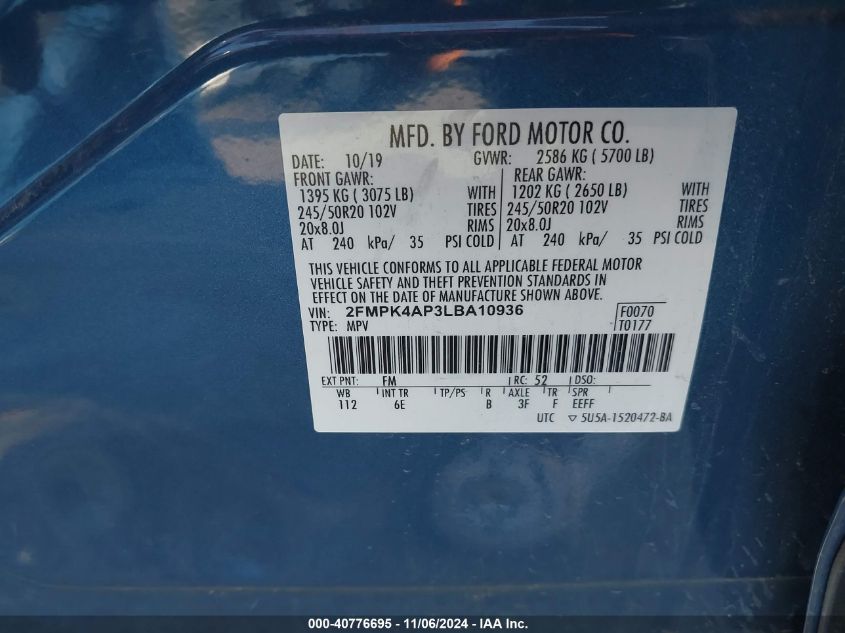 MFD. BY FORD MOTOR CO.
DATE: 10/19 GVWR: 2586 KG ( 5700 LB)
FRONT GAWR: REAR GAWR:
1395 KG ( 3075 LB) WITH 1202 KG ( 2650 LB) WITH
245/50R20 102V TIRES 245/50R20 102V TIRES
20x8.0J RIMS 20x8.0J RIMS
AT 240 kPa/ 35 PSI COLD AT 240 kPa/ 35 PSI COLD
THIS VEHICLE CONFORMS TO ALL APPLICABLE FEDERAL MOTOR
VEHICLE SAFETY AND THEFT PREVENTION STANDARDS IN
EFFECT ON THE DATE OF MANUFACTURE SHOWN ABOVE.
VIN: 2FMPK4AP3LBA10936 F0070
TYPE: MPV T0177
EXT PNT: FM RC: 52 DSO:
WB INT TR TP/PS R AXLE TR SPR
112 6E B 3F F EEFF
UTC ▽ 5U5A-1520472-BA
000-40776695 - 11/06/2024 - IAA Inc.